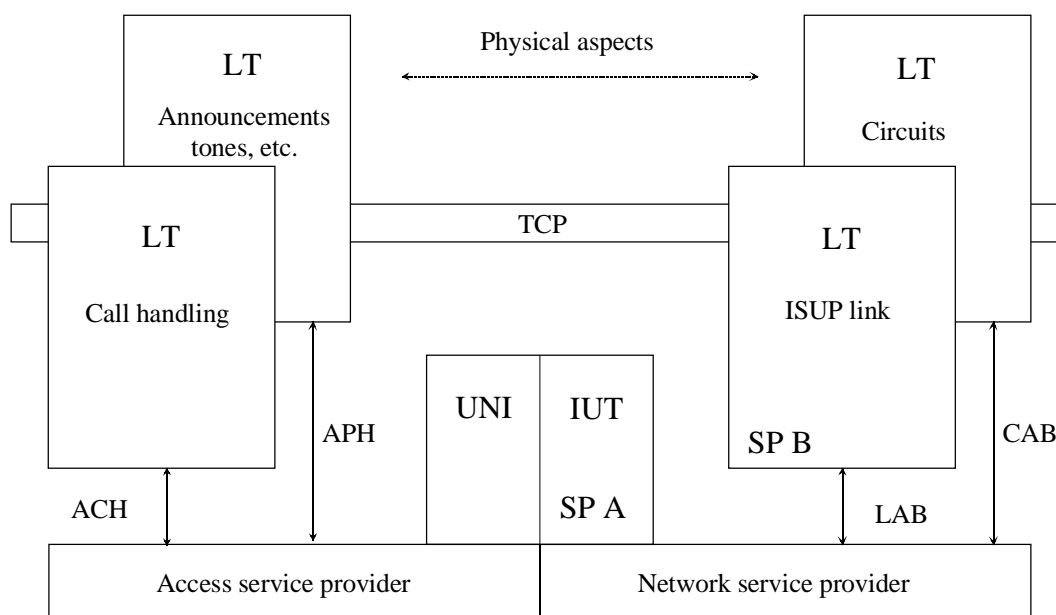 Physical aspects
LT
Announcements
tones, etc.
LT
Circuits
TCP
LT
Call handling
LT
ISUP link
SP B
UNI
IUT
SP A
APH
CAB
ACH
LAB
Access service provider
Network service provider